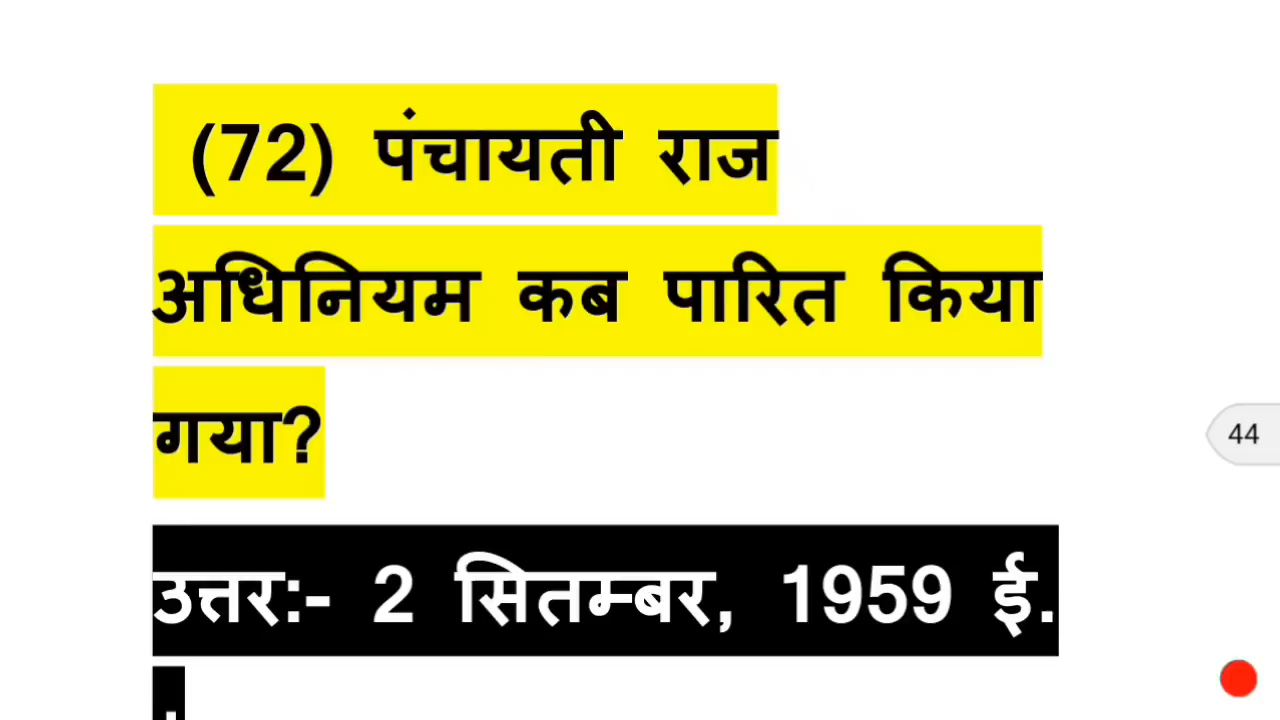 (72) पंचायती राज
अधिनियम कब पारित किया
गया?
44
उत्तर:- 2 सितम्बर, 1959 ई.